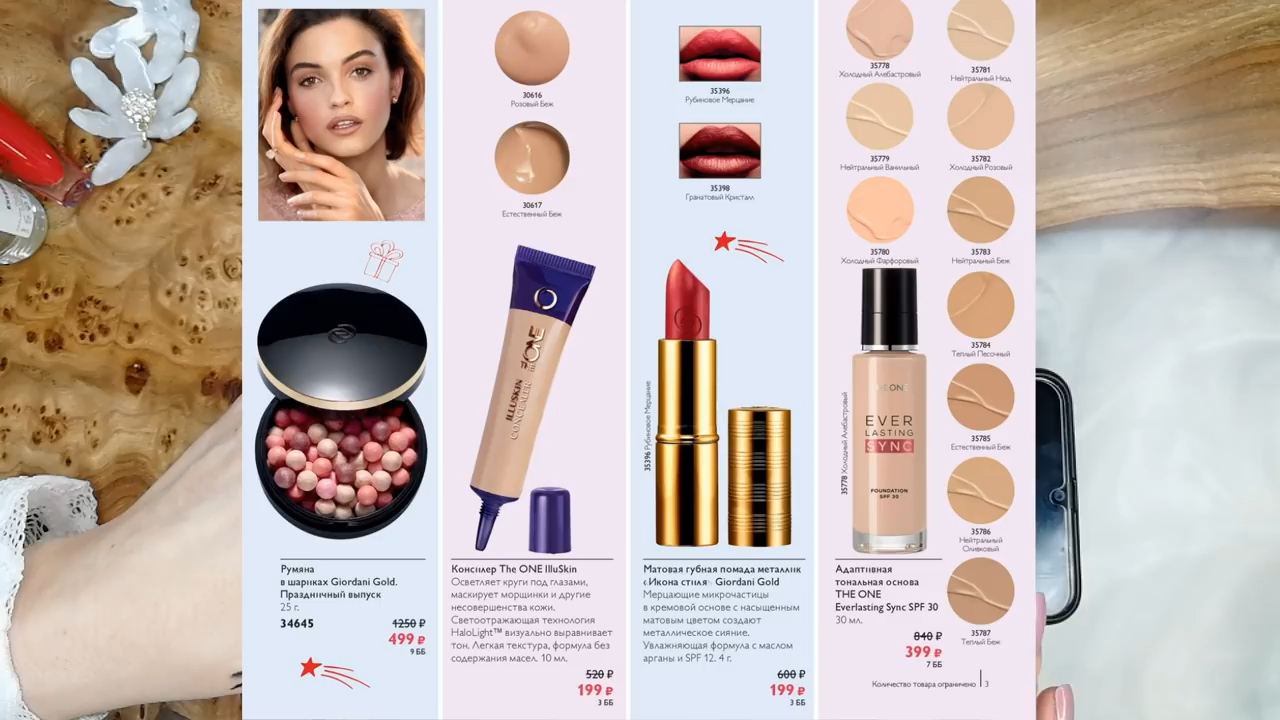 Румяна
в шариках Giordani Gold.
Праздничный выпуск
25 г.
34645
1250 ₽
499 ₽
9 ББ
30616
Розовый Беж
30617
Естественный Беж
THE ONE
ILLUSKIN
CONCEALER
Консилер The ONE IlluSkin
Осветляет круги под глазами,
маскирует морщинки и другие
несовершенства кожи.
Светоотражающая технология
HaloLight™ визуально выравнивает
тон. Легкая текстура, формула без
содержания масел. 10 мл.
520 ₽
199 ₽
3 ББ
35396
Рубиновое Мерцание
35398
Гранатовый Кристалл
35396 Рубиновое Мерцание
Матовая губная помада металлик
«Икона стиля» Giordani Gold
Мерцающие микрочастицы
в кремовой основе с насыщенным
матовым цветом создают
металлическое сияние.
Увлажняющая формула с маслом
арганы и SPF 12. 4 г.
600 ₽
199 ₽
3 ББ
35778
Холодный Алебастровый
35781
Нейтральный Нюд
35779
Нейтральный Ванильный
35782
Холодный Розовый
35780
Холодный Фарфоровый
35783
Нейтральный Беж
35784
Теплый Песочный
35785
Естественный Беж
35786
Нейтральный
Оливковый
35787
Теплый Беж
35778 Холодный Алебастровый
THE ONE
EVER
LASTING
SYNC
FOUNDATION
SPF 30
Адаптивная
тональная основа
THE ONE
Everlasting Sync SPF 30
30 мл.
840 ₽
399 ₽
7 ББ
Количество товара ограничено | 3